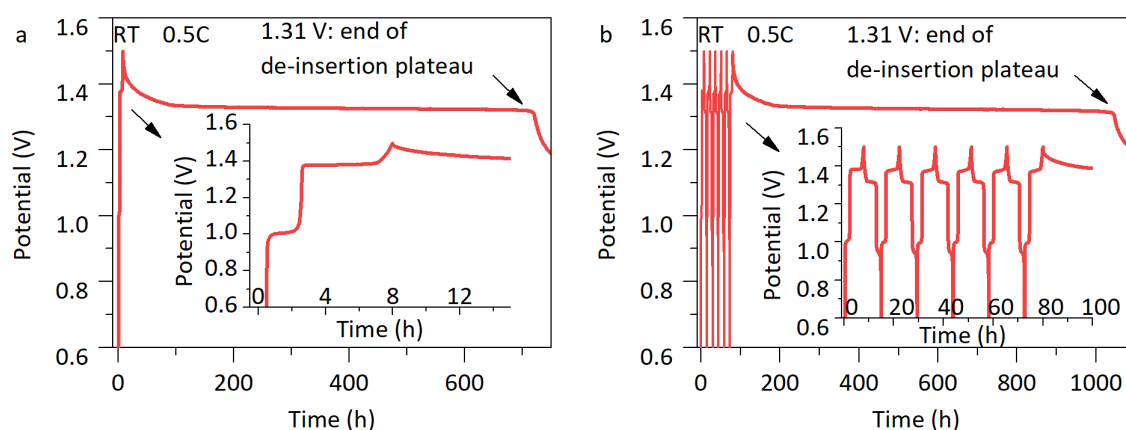 a
RT 0.5C 1.31 V: end of
de-insertion plateau
1.6
1.4
1.2
1.0
0.8
0.6
Potential (V)
0 200 400 600
Time (h)
1.6
1.4
1.2
1.0
0.8
0.6
Potential (V)
0 4 8 12
Time (h)
b
RT 0.5C 1.31 V: end of
de-insertion plateau
1.6
1.4
1.2
1.0
0.8
0.6
Potential (V)
0 200 400 600 800 1000
Time (h)
1.6
1.4
1.2
1.0
0.8
0.6
Potential (V)
0 20 40 60 80 100
Time (h)